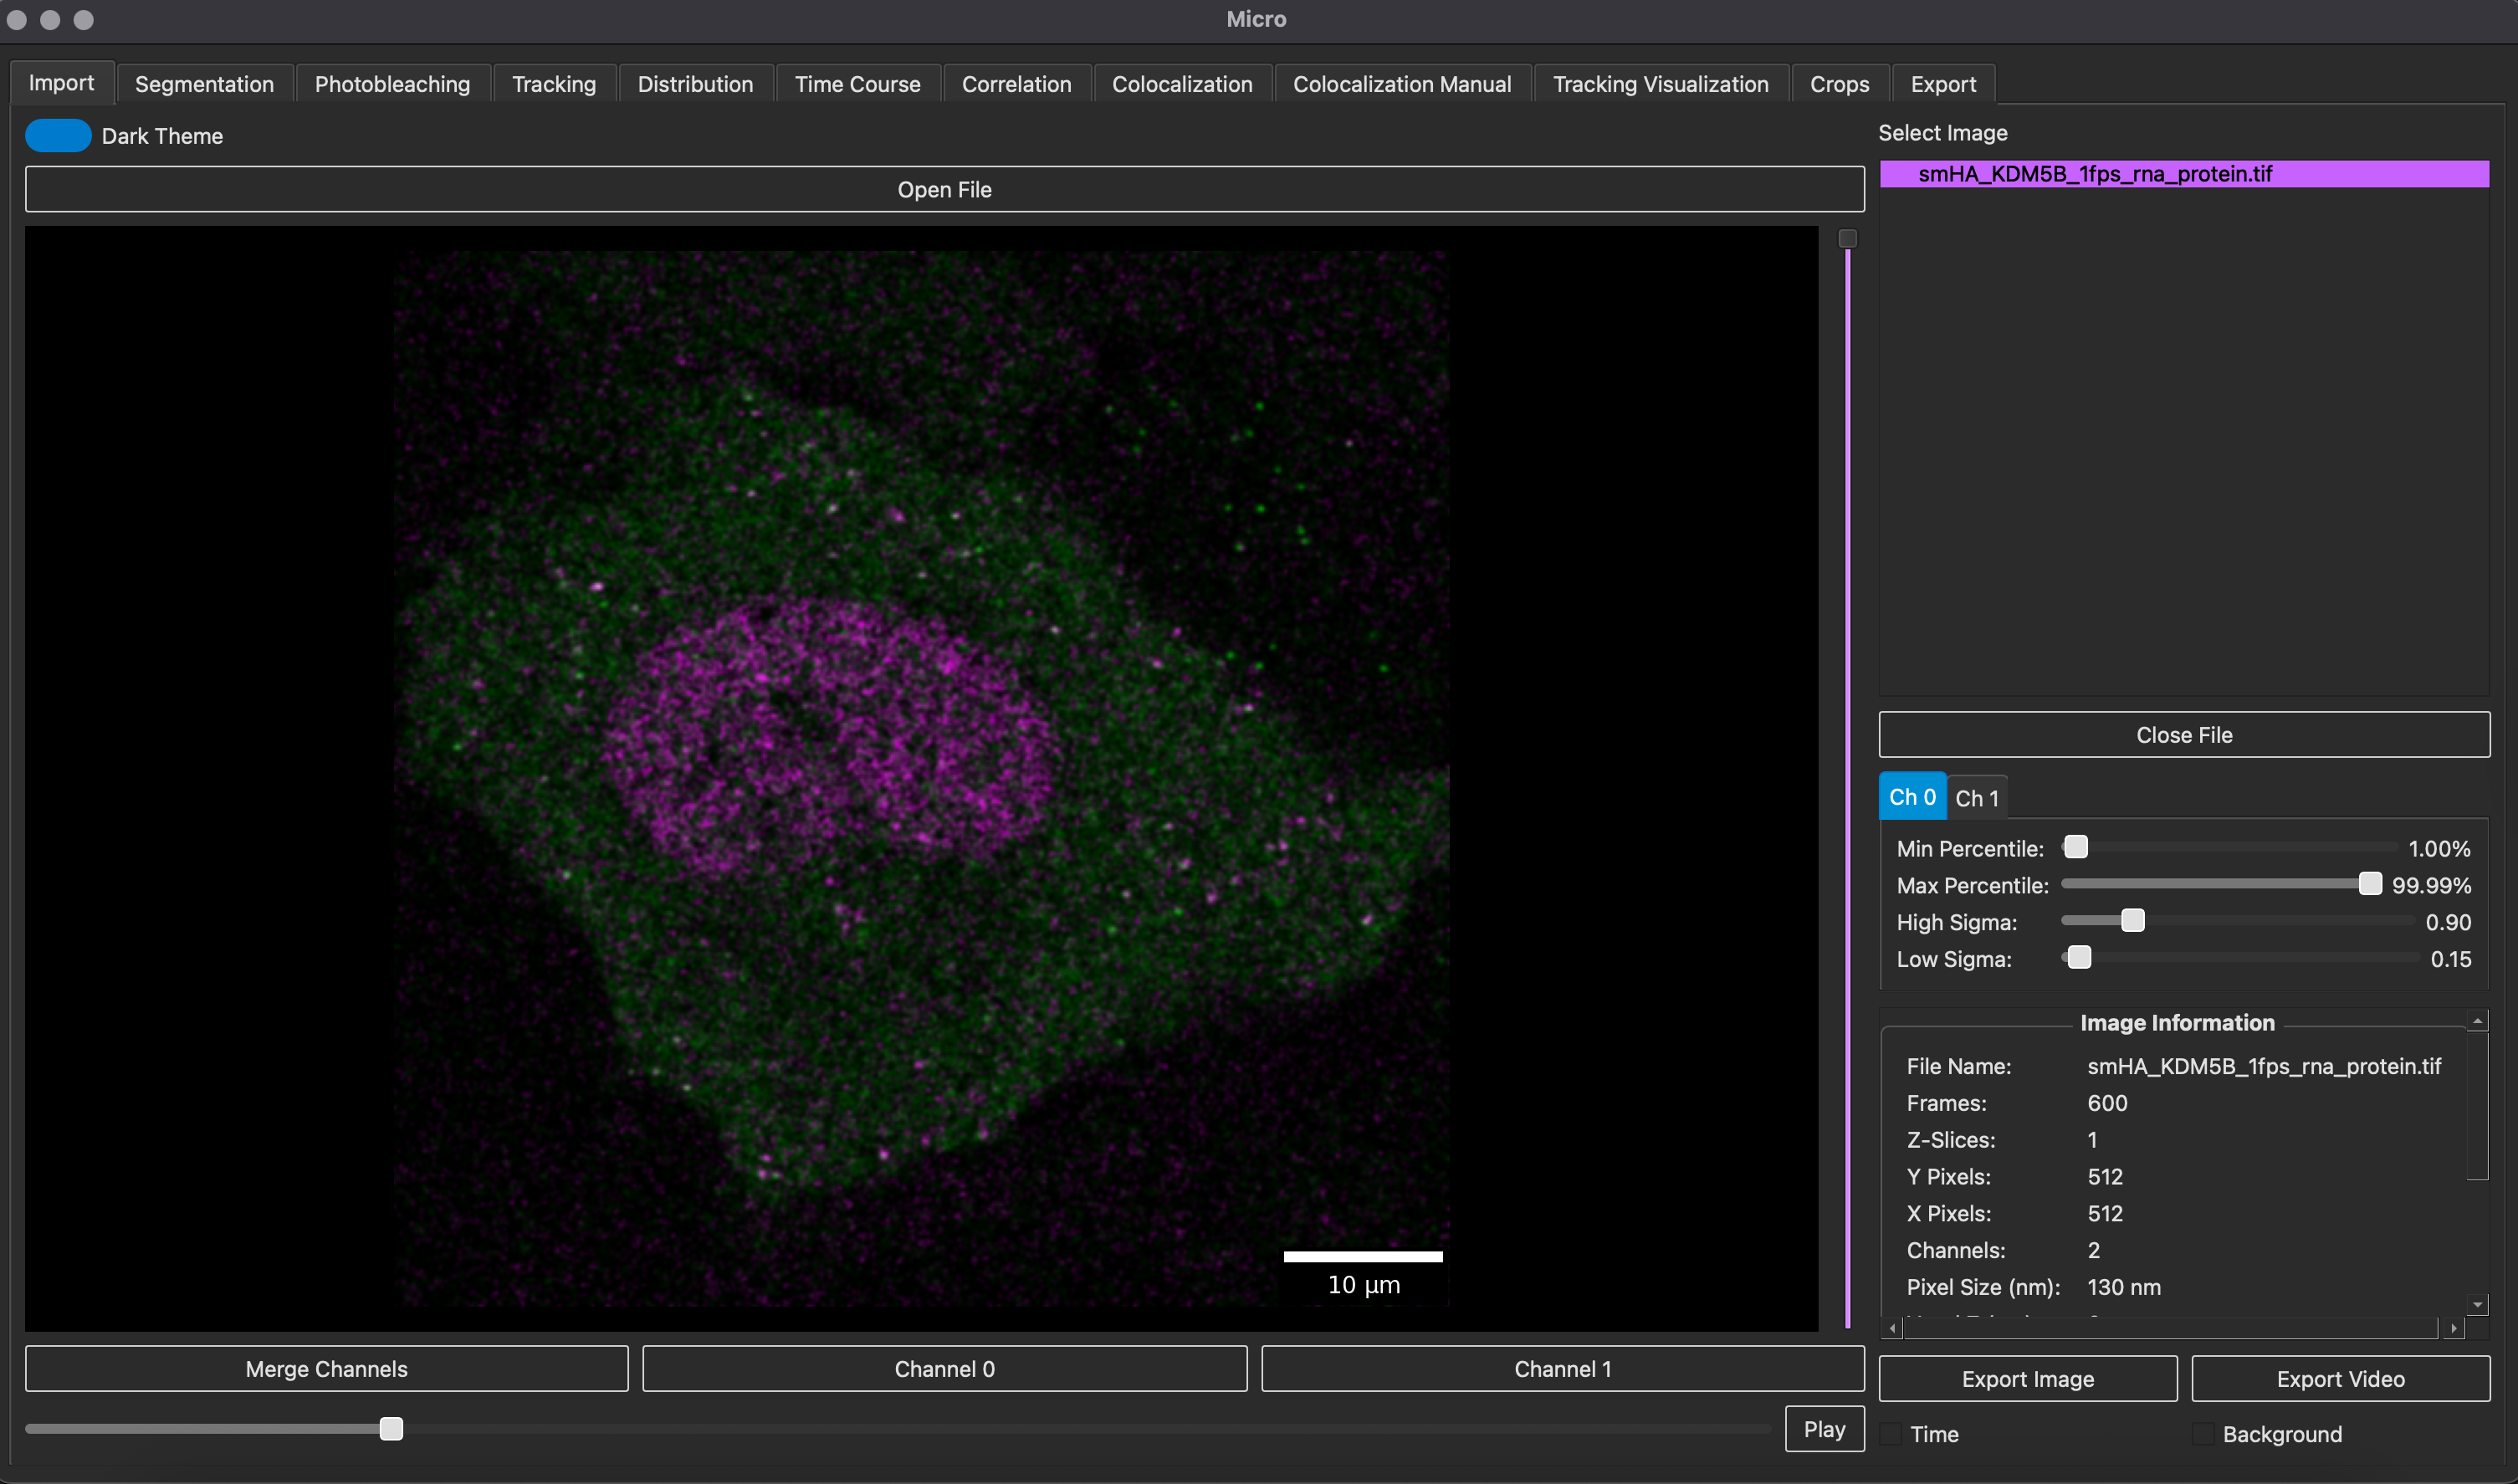 Micro
Import Segmentation Photobleaching Tracking Distribution Time Course Correlation Colocalization Colocalization Manual Tracking Visualization Crops Export
Dark Theme
Open File
10 µm
Merge Channels Channel 0 Channel 1
Play
Select Image
smHA_KDM5B_1fps_rna_protein.tif
Close File
Ch 0 Ch 1
Min Percentile: 1.00%
Max Percentile: 99.99%
High Sigma: 0.90
Low Sigma: 0.15
Image Information
File Name: smHA_KDM5B_1fps_rna_protein.tif
Frames: 600
Z-Slices: 1
Y Pixels: 512
X Pixels: 512
Channels: 2
Pixel Size (nm): 130 nm
Export Image Export Video
Time Background